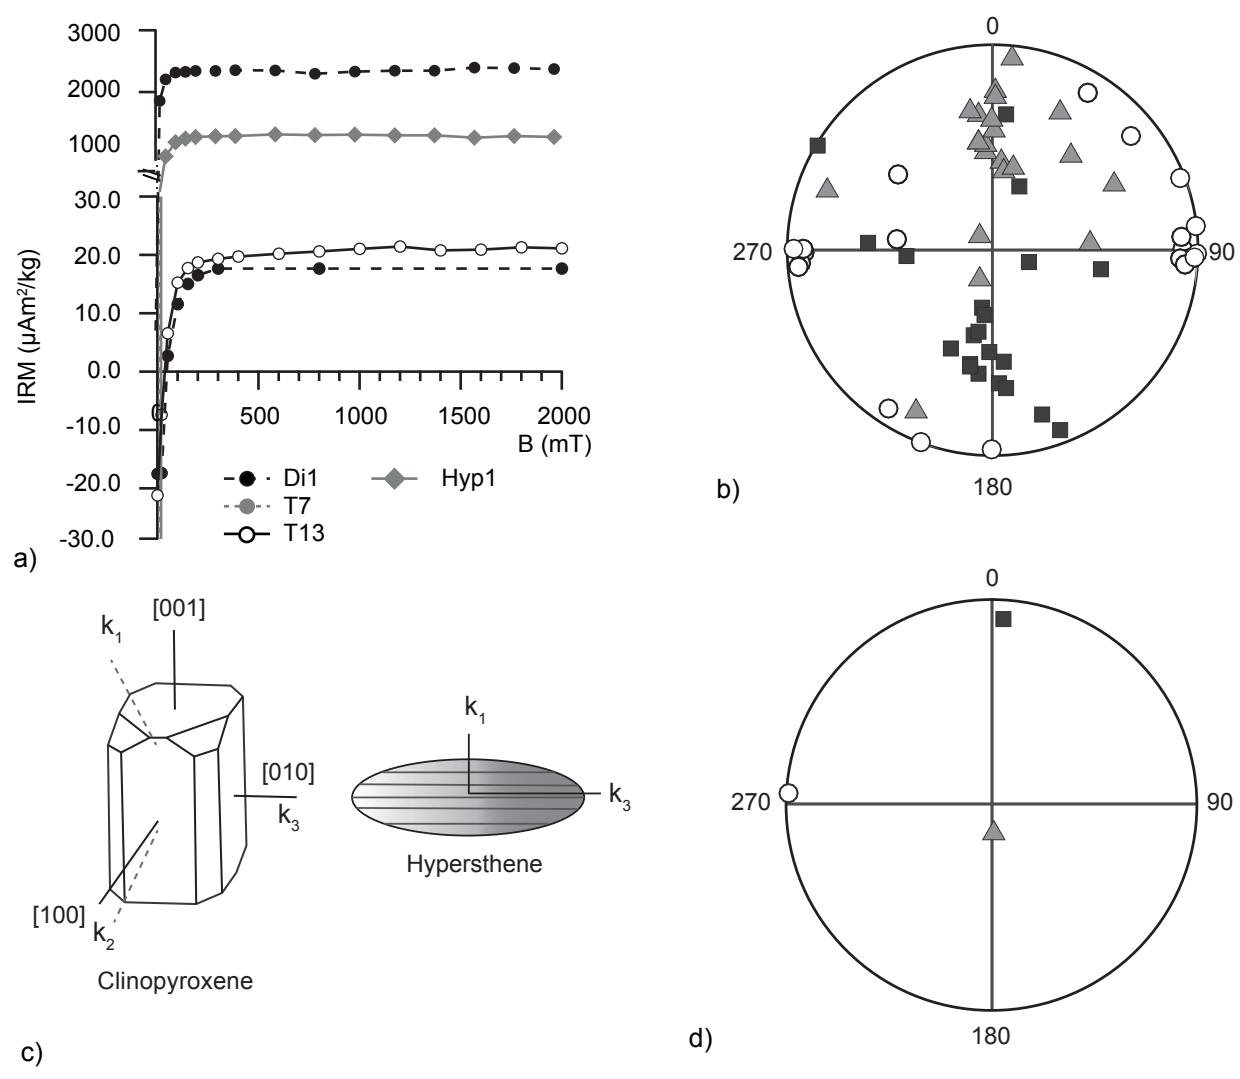 3000
2000
1000
30.0
20.0
10.0
0.0
-10.0
-20.0
-30.0
IRM (µAm²/kg)
0 500 1000 1500 2000
B (mT)
Di1 Hyp1
T7
T13
a)
0
270 90
180
b)
[001]
k1
[010]
k3
[100]
k2
Clinopyroxene
k1
k3
Hypersthene
c)
0
270 90
180
d)